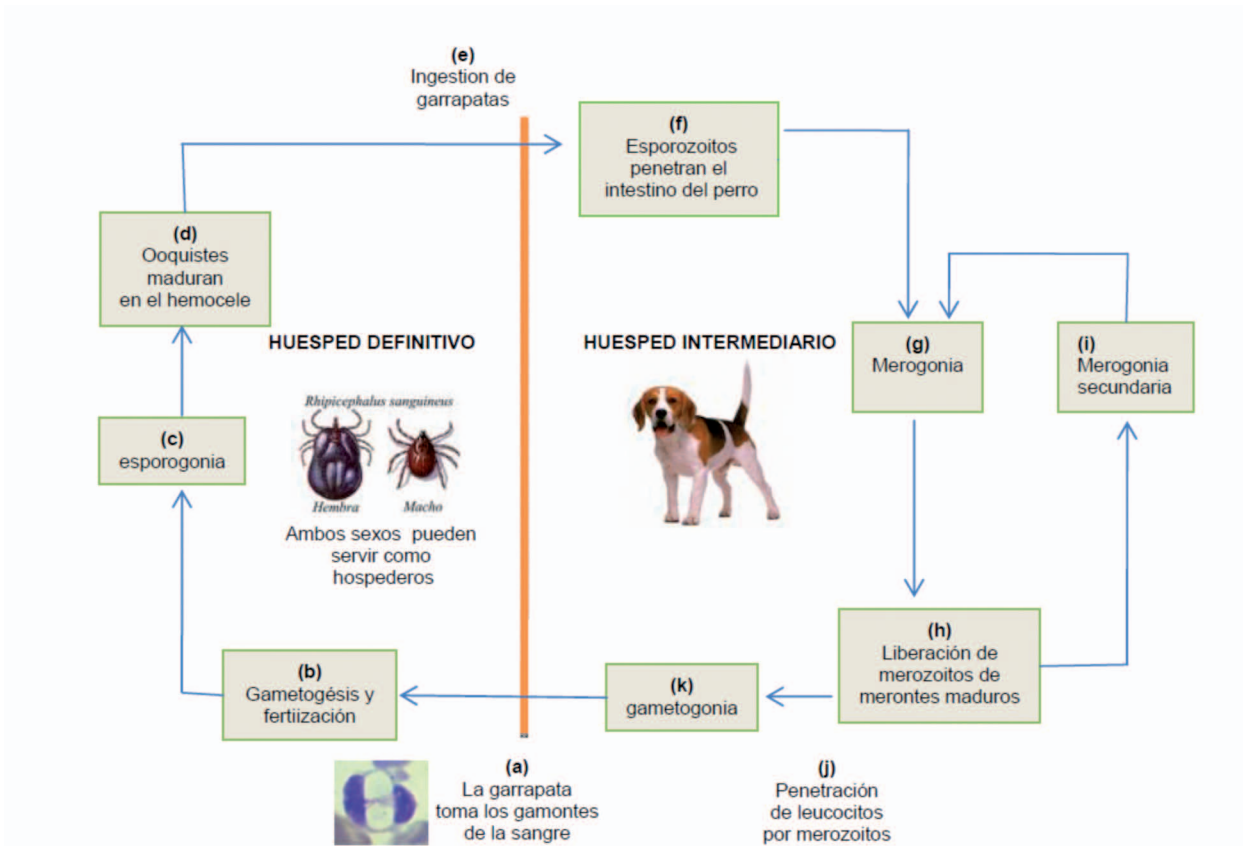 (e)
Ingestion de
garrapatas
(f)
Esporozoitos
penetran el
intestino del perro
(d)
Ooquistes
maduran
en el hemocele
HUESPED DEFINITIVO
HUESPED INTERMEDIARIO
(g)
Merogonia
(i)
Merogonia
secundaria
Rhipicephalus sanguineus
Hembra Macho
Ambos sexos pueden
servir como
hospederos
(c)
esporogonia
(h)
Liberación de
merozoitos de
merontes maduros
(b)
Gametogésis y
fertiización
(k)
gametogonia
(a)
La garrapata
toma los gamontes
de la sangre
(j)
Penetración
de leucocitos
por merozoitos